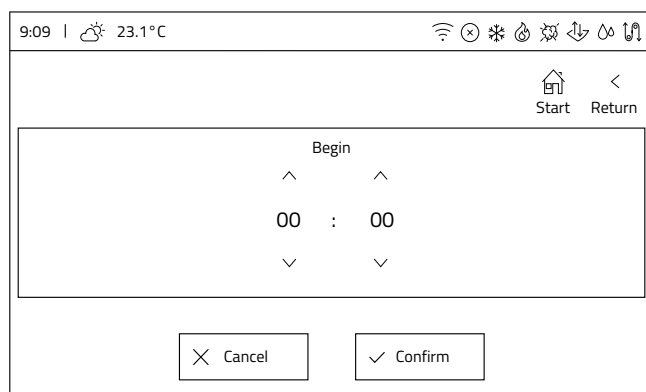 9:09 | 23.1°C
Start Return
Begin
00 : 00
Cancel Confirm